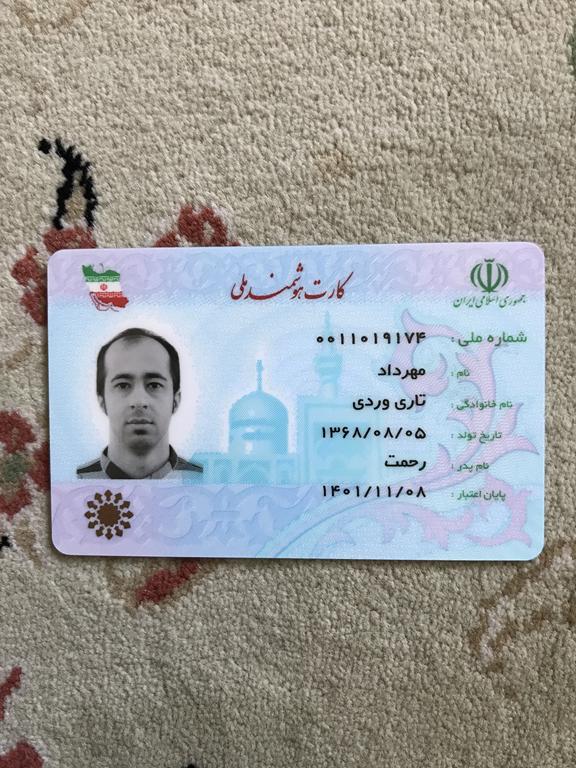 کارت هوشمند ملی
جمهوری اسلامی ایران
شماره ملی : ۰۰۱۱۰۱۹۱۷۴
نام : مهرداد
نام خانوادگی : تاری وردی
تاریخ تولد : ۱۳۶۸/۰۸/۰۵
نام پدر : رحمت
پایان اعتبار : ۱۴۰۱/۱۱/۰۸